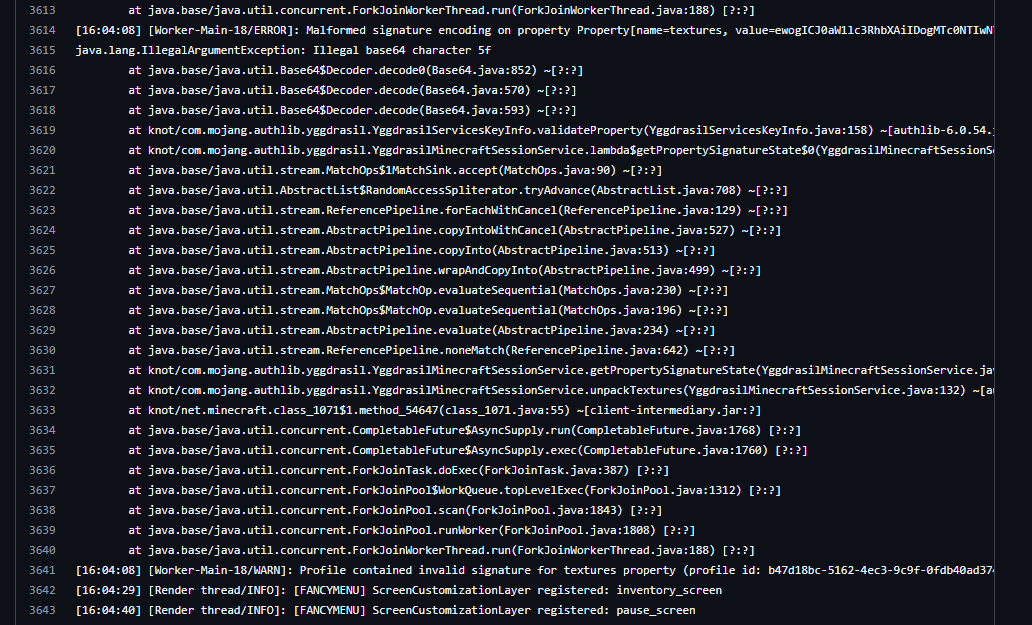 3613 at java.base/java.util.concurrent.ForkJoinWorkerThread.run(ForkJoinWorkerThread.java:188) [?:?]
3614 [16:04:08] [Worker-Main-18/ERROR]: Malformed signature encoding on property Property[name=textures, value=ewogICJ0aW1lc3RhbXAiIDogMTc0NTIwN
3615 java.lang.IllegalArgumentException: Illegal base64 character 5f
3616 at java.base/java.util.Base64$Decoder.decode0(Base64.java:852) ~[?:?]
3617 at java.base/java.util.Base64$Decoder.decode(Base64.java:570) ~[?:?]
3618 at java.base/java.util.Base64$Decoder.decode(Base64.java:593) ~[?:?]
3619 at knot/com.mojang.authlib.yggdrasil.YggdrasilServicesKeyInfo.validateProperty(YggdrasilServicesKeyInfo.java:158) ~[authlib-6.0.54.
3620 at knot/com.mojang.authlib.yggdrasil.YggdrasilMinecraftSessionService.lambda$getPropertySignatureState$0(YggdrasilMinecraftSessionS
3621 at java.base/java.util.stream.MatchOps$1MatchSink.accept(MatchOps.java:90) ~[?:?]
3622 at java.base/java.util.AbstractList$RandomAccessSpliterator.tryAdvance(AbstractList.java:708) ~[?:?]
3623 at java.base/java.util.stream.ReferencePipeline.forEachWithCancel(ReferencePipeline.java:129) ~[?:?]
3624 at java.base/java.util.stream.AbstractPipeline.copyIntoWithCancel(AbstractPipeline.java:527) ~[?:?]
3625 at java.base/java.util.stream.AbstractPipeline.copyInto(AbstractPipeline.java:513) ~[?:?]
3626 at java.base/java.util.stream.AbstractPipeline.wrapAndCopyInto(AbstractPipeline.java:499) ~[?:?]
3627 at java.base/java.util.stream.MatchOps$MatchOp.evaluateSequential(MatchOps.java:230) ~[?:?]
3628 at java.base/java.util.stream.MatchOps$MatchOp.evaluateSequential(MatchOps.java:196) ~[?:?]
3629 at java.base/java.util.stream.AbstractPipeline.evaluate(AbstractPipeline.java:234) ~[?:?]
3630 at java.base/java.util.stream.ReferencePipeline.noneMatch(ReferencePipeline.java:642) ~[?:?]
3631 at knot/com.mojang.authlib.yggdrasil.YggdrasilMinecraftSessionService.getPropertySignatureState(YggdrasilMinecraftSessionService.ja
3632 at knot/com.mojang.authlib.yggdrasil.YggdrasilMinecraftSessionService.unpackTextures(YggdrasilMinecraftSessionService.java:132) ~[a
3633 at knot/net.minecraft.class_1071$1.method_54647(class_1071.java:55) ~[client-intermediary.jar:?]
3634 at java.base/java.util.concurrent.CompletableFuture$AsyncSupply.run(CompletableFuture.java:1768) [?:?]
3635 at java.base/java.util.concurrent.CompletableFuture$AsyncSupply.exec(CompletableFuture.java:1760) [?:?]
3636 at java.base/java.util.concurrent.ForkJoinTask.doExec(ForkJoinTask.java:387) [?:?]
3637 at java.base/java.util.concurrent.ForkJoinPool$WorkQueue.topLevelExec(ForkJoinPool.java:1312) [?:?]
3638 at java.base/java.util.concurrent.ForkJoinPool.scan(ForkJoinPool.java:1843) [?:?]
3639 at java.base/java.util.concurrent.ForkJoinPool.runWorker(ForkJoinPool.java:1808) [?:?]
3640 at java.base/java.util.concurrent.ForkJoinWorkerThread.run(ForkJoinWorkerThread.java:188) [?:?]
3641 [16:04:08] [Worker-Main-18/WARN]: Profile contained invalid signature for textures property (profile id: b47d18bc-5162-4ec3-9c9f-0fdb40ad374
3642 [16:04:29] [Render thread/INFO]: [FANCYMENU] ScreenCustomizationLayer registered: inventory_screen
3643 [16:04:40] [Render thread/INFO]: [FANCYMENU] ScreenCustomizationLayer registered: pause_screen